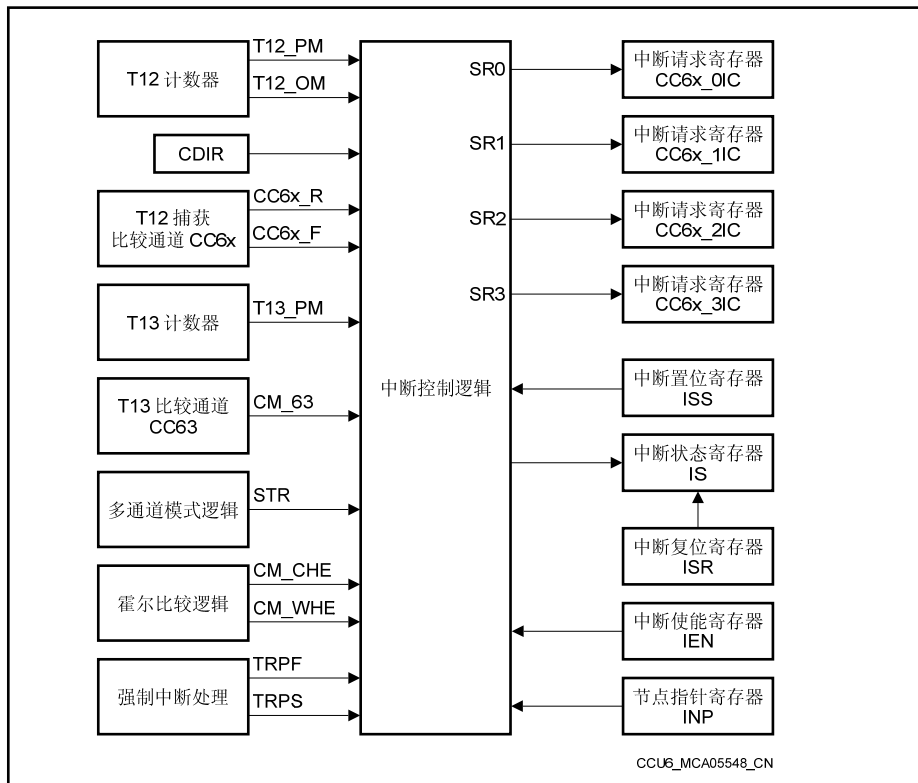 T12 计数器
T12_PM
T12_OM
CDIR
T12 捕获
比较通道 CC6x
CC6x_R
CC6x_F
T13 计数器
T13_PM
T13 比较通道
CC63
CM_63
多通道模式逻辑
STR
霍尔比较逻辑
CM_CHE
CM_WHE
强制中断处理
TRPF
TRPS
中断控制逻辑
SR0
SR1
SR2
SR3
中断请求寄存器
CC6x_0IC
中断请求寄存器
CC6x_1IC
中断请求寄存器
CC6x_2IC
中断请求寄存器
CC6x_3IC
中断置位寄存器
ISS
中断状态寄存器
IS
中断复位寄存器
ISR
中断使能寄存器
IEN
节点指针寄存器
INP
CCU6_MCA05548_CN